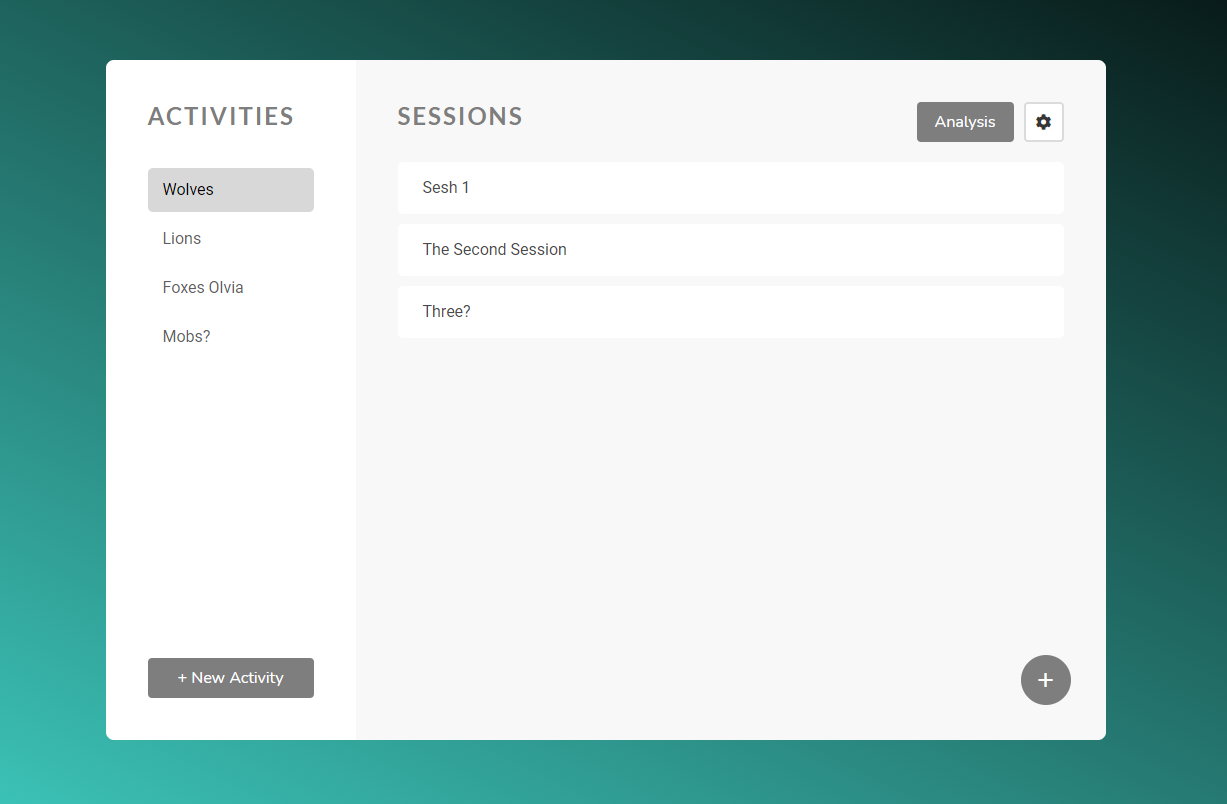 ACTIVITIES
Wolves
Lions
Foxes Olvia
Mobs?
+ New Activity
SESSIONS
Analysis
Sesh 1
The Second Session
Three?
+